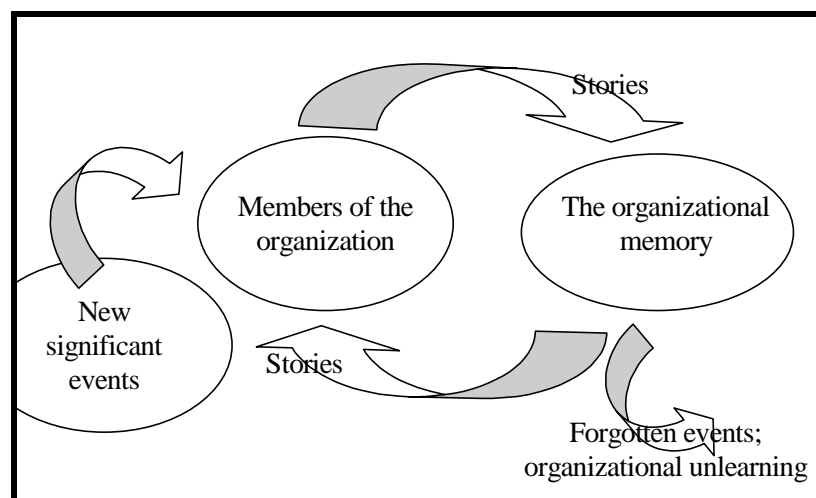 Stories
Members of the
organization
The organizational
memory
New
significant
events
Stories
Forgotten events;
organizational unlearning